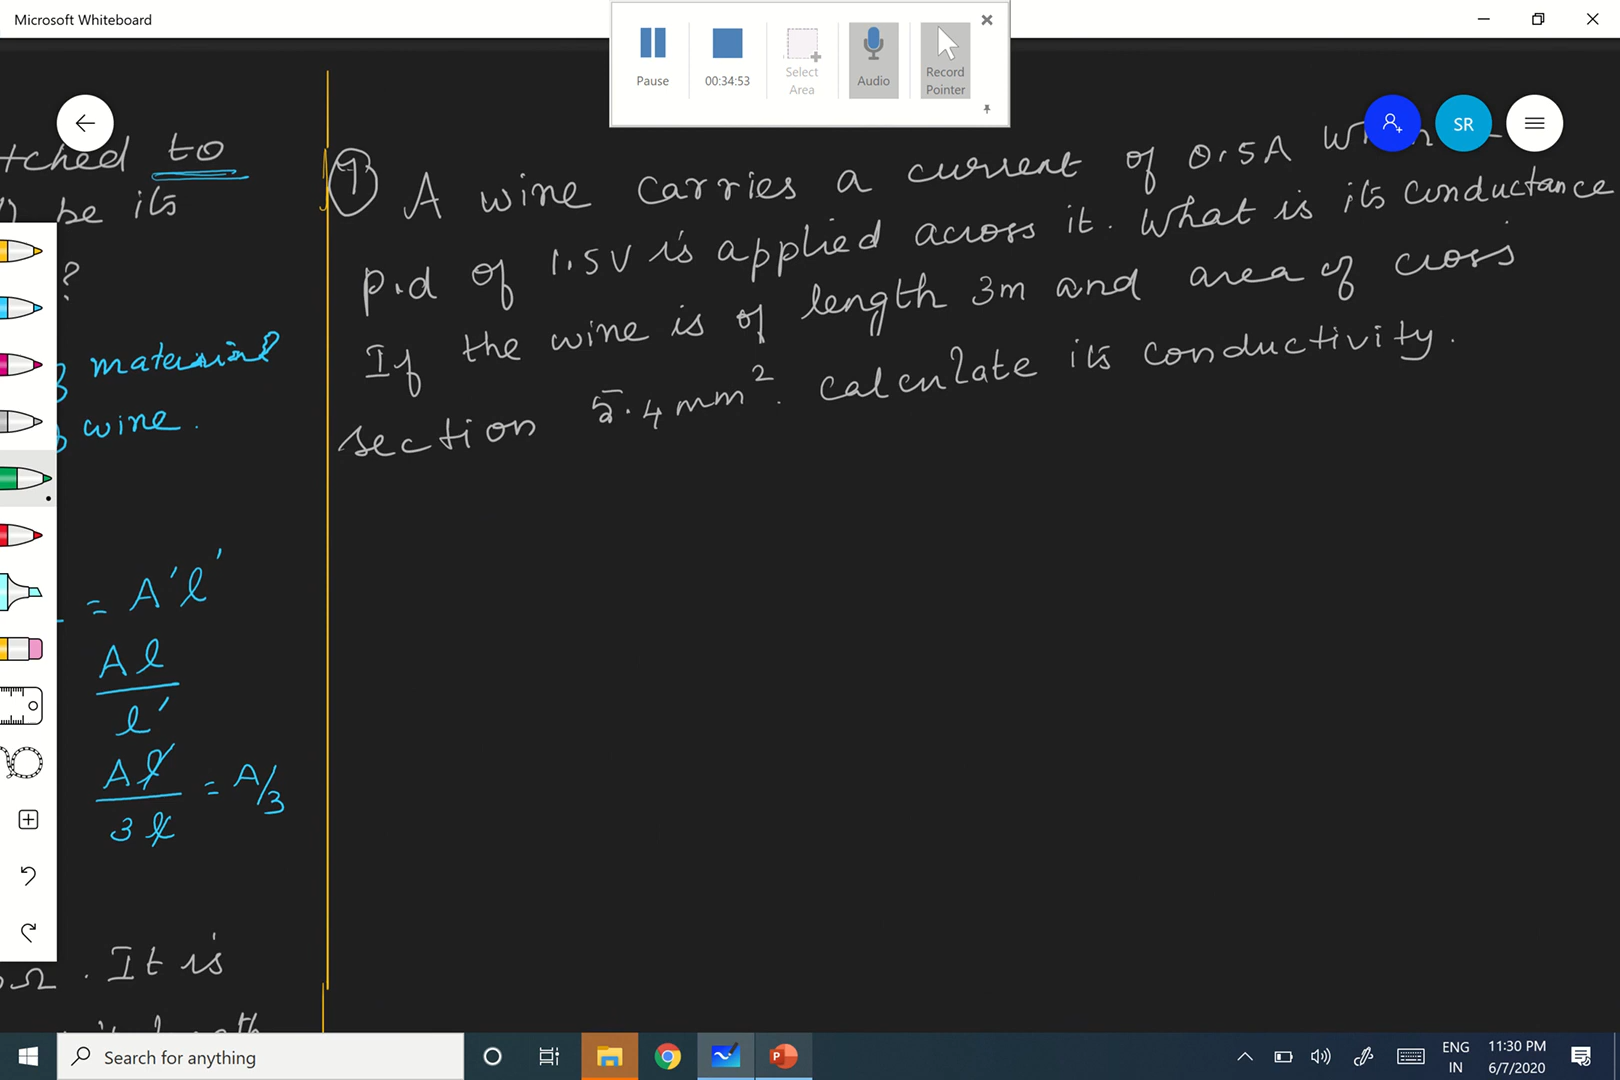 Microsoft Whiteboard
Pause
00:34:53
Select Area
Audio
Record Pointer
SR
tched to
be its
?
material
wire.
= A'l'
Al
l'
Al
3l
= A/3
Ω. It is
⑨ A wire carries a current of 0.5A when
p.d of 1.5V is applied across it. What is its conductance
If the wire is of length 3m and area of cross
section 5.4mm². Calculate its conductivity.
Search for anything
ENG
IN
11:30 PM
6/7/2020